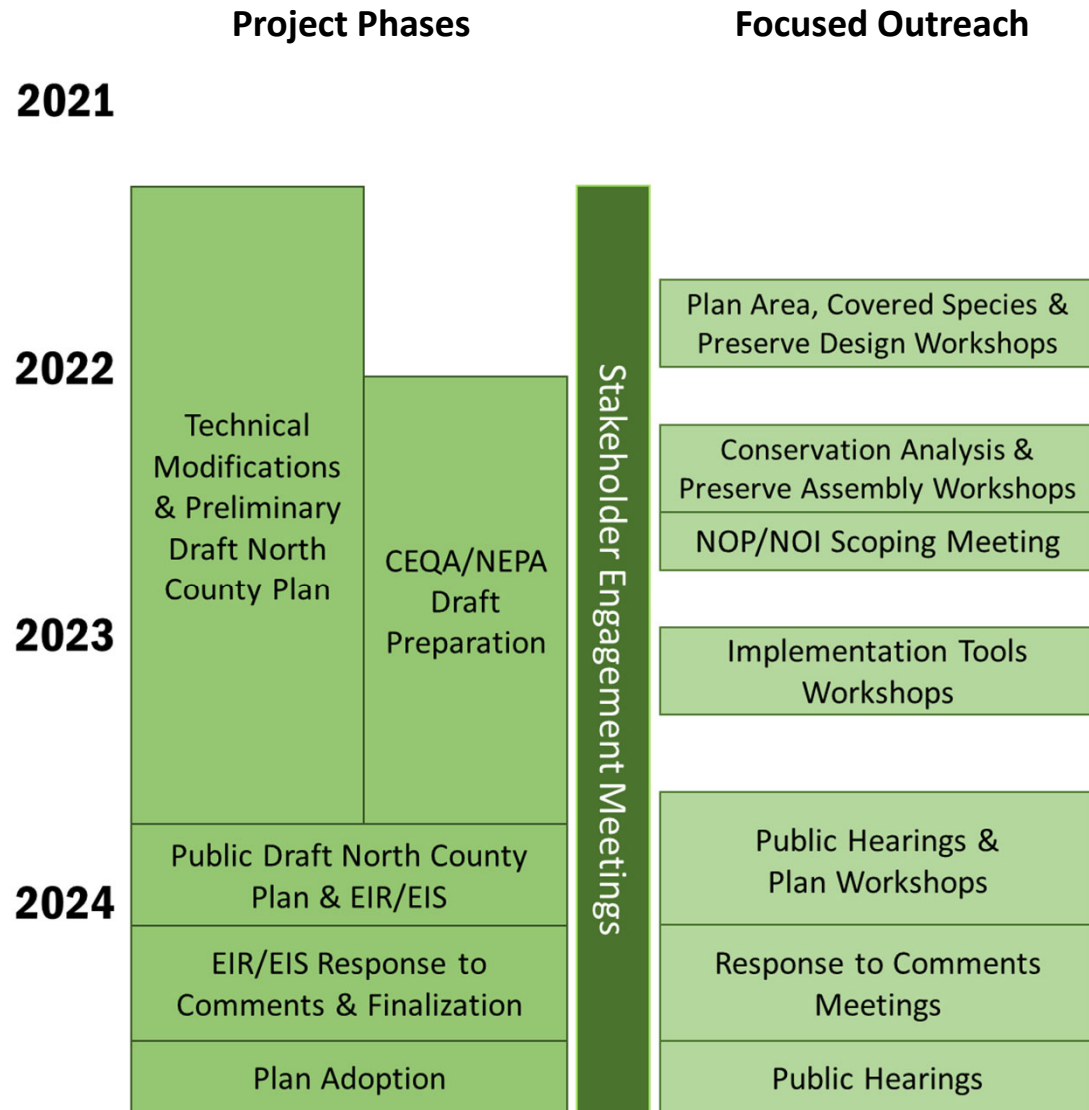 Project Phases
Focused Outreach
2021
2022
2023
2024
Technical
Modifications
& Preliminary
Draft North
County Plan
CEQA/NEPA
Draft
Preparation
Public Draft North County
Plan & EIR/EIS
EIR/EIS Response to
Comments & Finalization
Plan Adoption
Stakeholder Engagement Meetings
Plan Area, Covered Species &
Preserve Design Workshops
Conservation Analysis &
Preserve Assembly Workshops
NOP/NOI Scoping Meeting
Implementation Tools
Workshops
Public Hearings &
Plan Workshops
Response to Comments
Meetings
Public Hearings